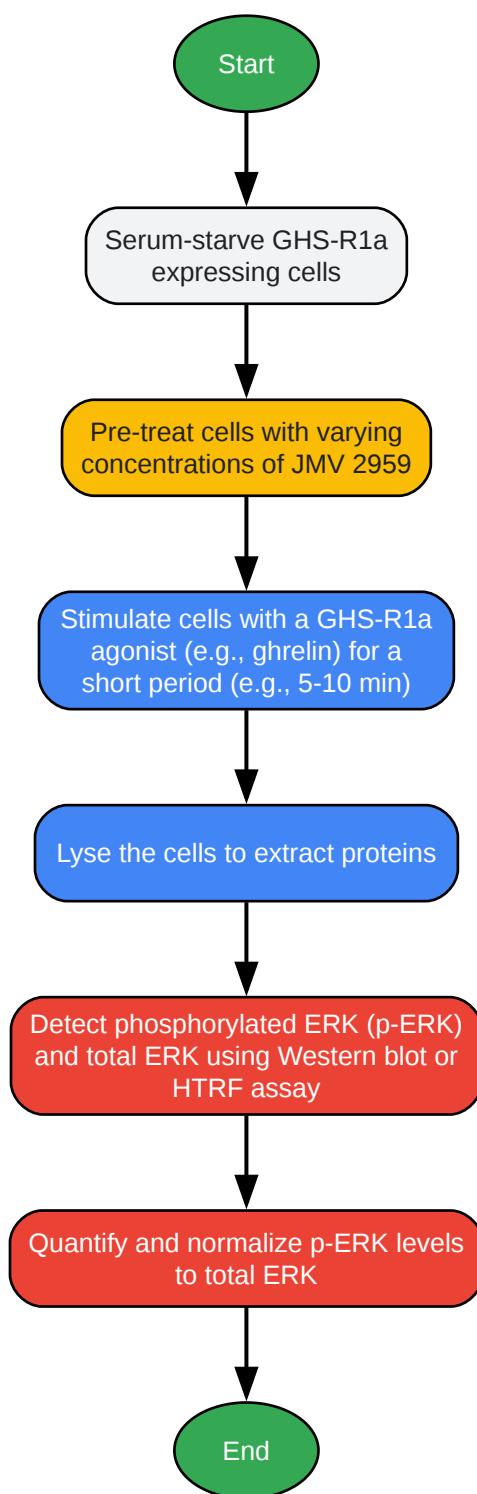 Start
Serum-starve GHS-R1a
expressing cells
Pre-treat cells with varying
concentrations of JMV 2959
Stimulate cells with a GHS-R1a
agonist (e.g., ghrelin) for a
short period (e.g., 5-10 min)
Lyse the cells to extract proteins
Detect phosphorylated ERK (p-ERK)
and total ERK using Western blot or
HTRF assay
Quantify and normalize p-ERK levels
to total ERK
End